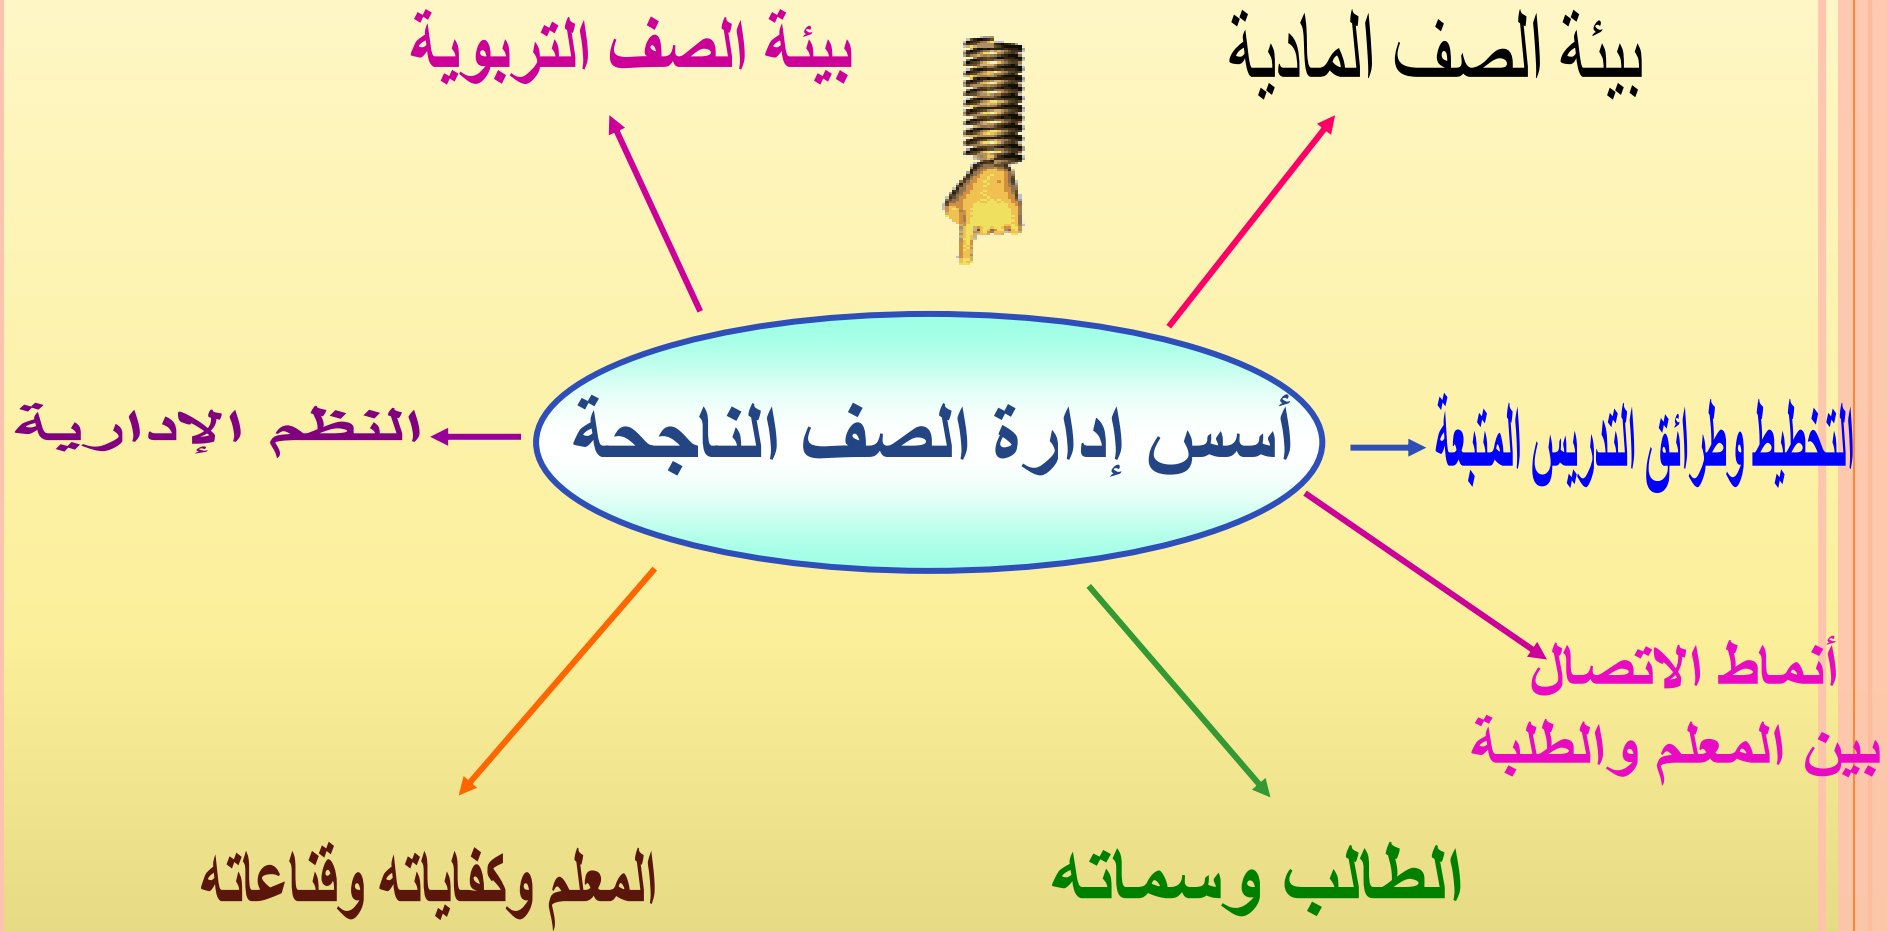 بيئة الصف المادية
بيئة الصف التربوية
أسس إدارة الصف الناجحة
التخطيط وطرائق التدريس المتبعة
النظم الإدارية
أنماط الاتصال
بين المعلم والطلبة
الطالب وسماته
المعلم وكفاياته وقناعاته